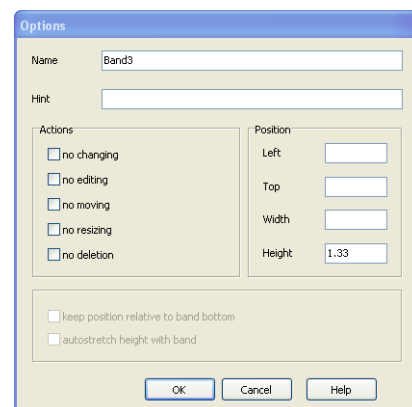 Options
Name Band3
Hint
Actions
no changing
no editing
no moving
no resizing
no deletion
Position
Left
Top
Width
Height 1.33
keep position relative to band bottom
autostretch height with band
OK Cancel Help